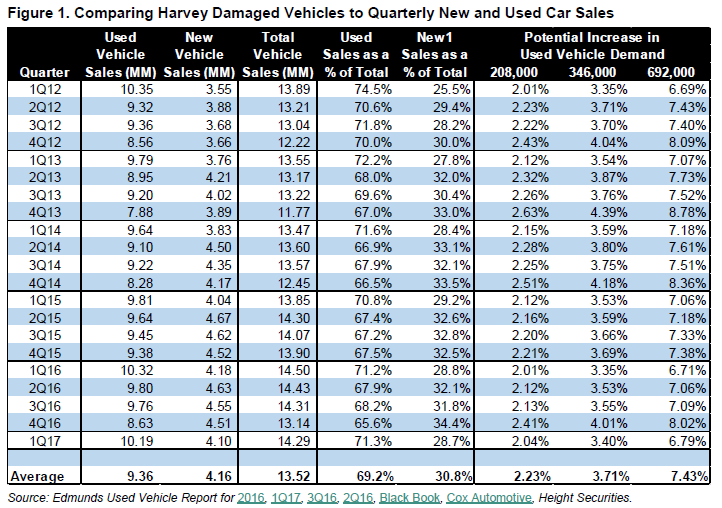 Figure 1. Comparing Harvey Damaged Vehicles to Quarterly New and Used Car Sales
Used New Total Used New1 Potential Increase in
Vehicle Vehicle Vehicle Sales as a Sales as a Used Vehicle Demand
Quarter Sales (MM) Sales (MM) Sales (MM) % of Total % of Total 208,000 346,000 692,000
1Q12 10.35 3.55 13.89 74.5% 25.5% 2.01% 3.35% 6.69%
2Q12 9.32 3.88 13.21 70.6% 29.4% 2.23% 3.71% 7.43%
3Q12 9.36 3.68 13.04 71.8% 28.2% 2.22% 3.70% 7.40%
4Q12 8.56 3.66 12.22 70.0% 30.0% 2.43% 4.04% 8.09%
1Q13 9.79 3.76 13.55 72.2% 27.8% 2.12% 3.54% 7.07%
2Q13 8.95 4.21 13.17 68.0% 32.0% 2.32% 3.87% 7.73%
3Q13 9.20 4.02 13.22 69.6% 30.4% 2.26% 3.76% 7.52%
4Q13 7.88 3.89 11.77 67.0% 33.0% 2.63% 4.39% 8.78%
1Q14 9.64 3.83 13.47 71.6% 28.4% 2.15% 3.59% 7.18%
2Q14 9.10 4.50 13.60 66.9% 33.1% 2.28% 3.80% 7.61%
3Q14 9.22 4.35 13.57 67.9% 32.1% 2.25% 3.75% 7.51%
4Q14 8.28 4.17 12.45 66.5% 33.5% 2.51% 4.18% 8.36%
1Q15 9.81 4.04 13.85 70.8% 29.2% 2.12% 3.53% 7.06%
2Q15 9.64 4.67 14.30 67.4% 32.6% 2.16% 3.59% 7.18%
3Q15 9.45 4.62 14.07 67.2% 32.8% 2.20% 3.66% 7.33%
4Q15 9.38 4.52 13.90 67.5% 32.5% 2.21% 3.69% 7.38%
1Q16 10.32 4.18 14.50 71.2% 28.8% 2.01% 3.35% 6.71%
2Q16 9.80 4.63 14.43 67.9% 32.1% 2.12% 3.53% 7.06%
3Q16 9.76 4.55 14.31 68.2% 31.8% 2.13% 3.55% 7.09%
4Q16 8.63 4.51 13.14 65.6% 34.4% 2.41% 4.01% 8.02%
1Q17 10.19 4.10 14.29 71.3% 28.7% 2.04% 3.40% 6.79%
Average 9.36 4.16 13.52 69.2% 30.8% 2.23% 3.71% 7.43%
Source: Edmunds Used Vehicle Report for 2016, 1Q17, 3Q16, 2Q16, Black Book, Cox Automotive, Height Securities.